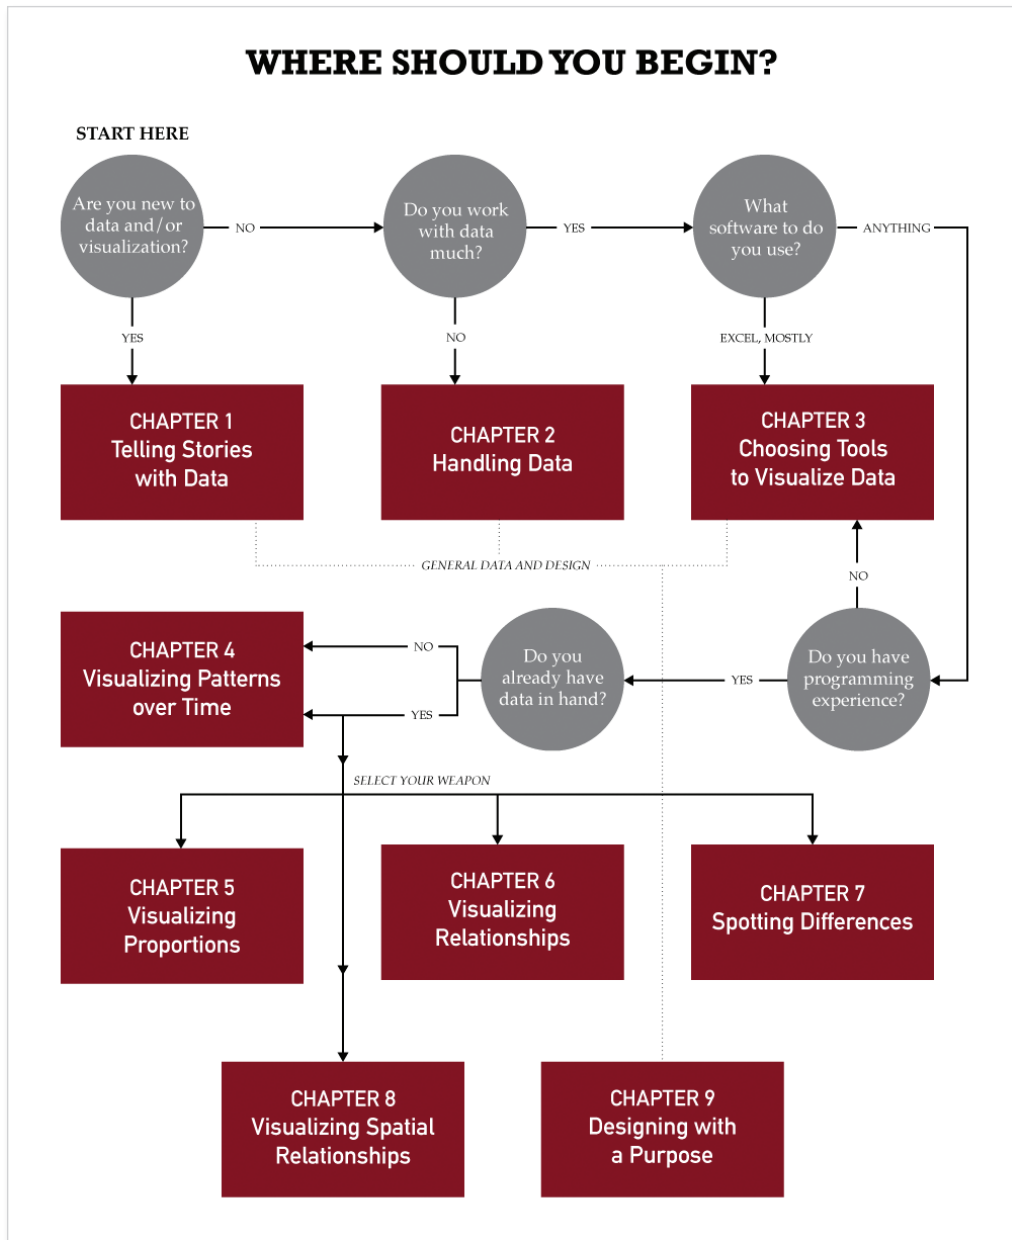 WHERE SHOULD YOU BEGIN?
START HERE
Are you new to
data and/or
visualization?
NO
Do you work
with data
much?
YES
What
software to do
you use?
ANYTHING
YES
NO
EXCEL, MOSTLY
CHAPTER 1
Telling Stories
with Data
CHAPTER 2
Handling Data
CHAPTER 3
Choosing Tools
to Visualize Data
GENERAL DATA AND DESIGN
NO
CHAPTER 4
Visualizing Patterns
over Time
NO
YES
Do you
already have
data in hand?
YES
Do you have
programming
experience?
SELECT YOUR WEAPON
CHAPTER 5
Visualizing
Proportions
CHAPTER 6
Visualizing
Relationships
CHAPTER 7
Spotting Differences
CHAPTER 8
Visualizing Spatial
Relationships
CHAPTER 9
Designing with
a Purpose